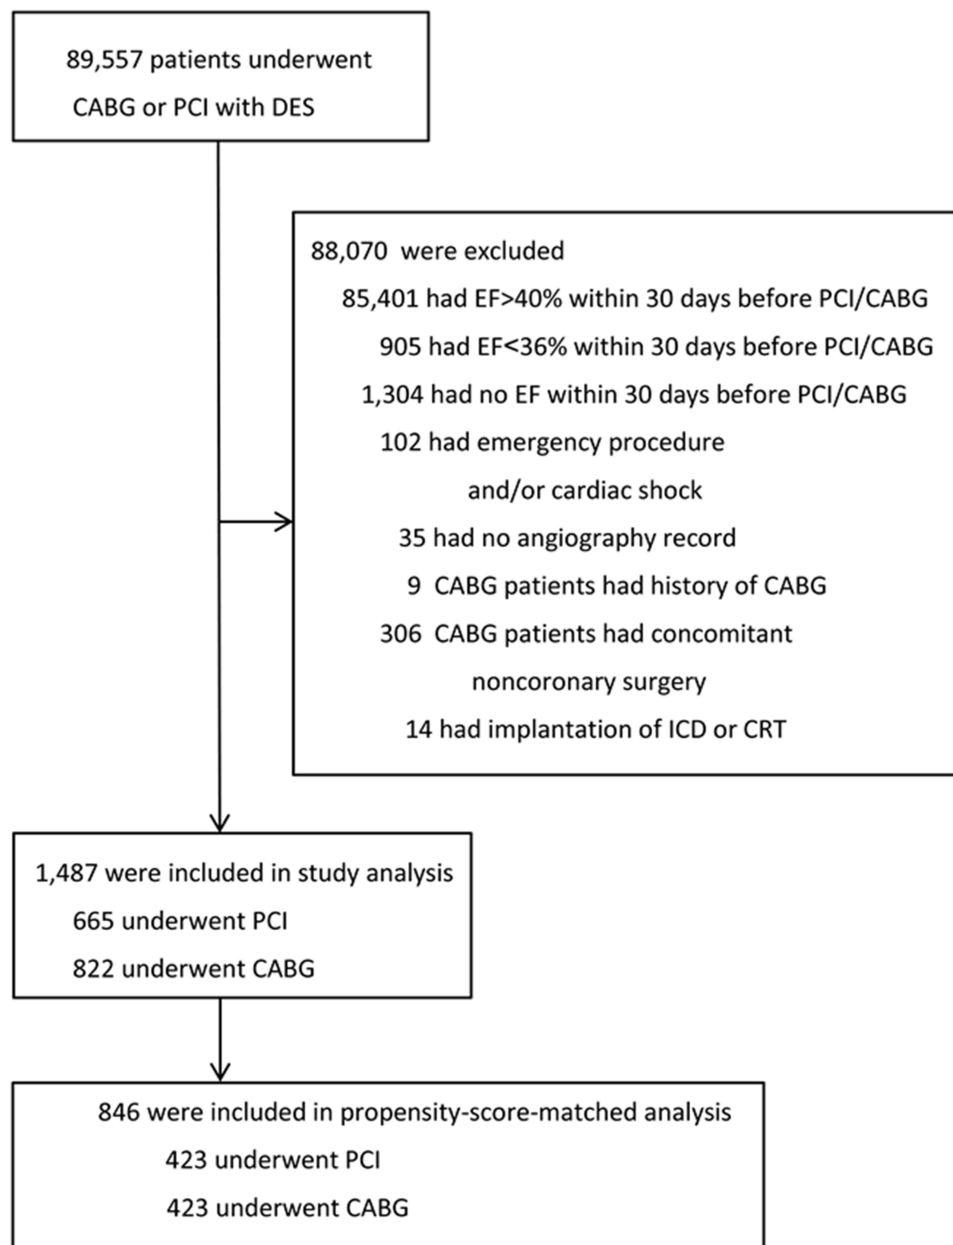 89,557 patients underwent
CABG or PCI with DES
88,070 were excluded
85,401 had EF>40% within 30 days before PCI/CABG
905 had EF<36% within 30 days before PCI/CABG
1,304 had no EF within 30 days before PCI/CABG
102 had emergency procedure
and/or cardiac shock
35 had no angiography record
9 CABG patients had history of CABG
306 CABG patients had concomitant
noncoronary surgery
14 had implantation of ICD or CRT
1,487 were included in study analysis
665 underwent PCI
822 underwent CABG
846 were included in propensity-score-matched analysis
423 underwent PCI
423 underwent CABG